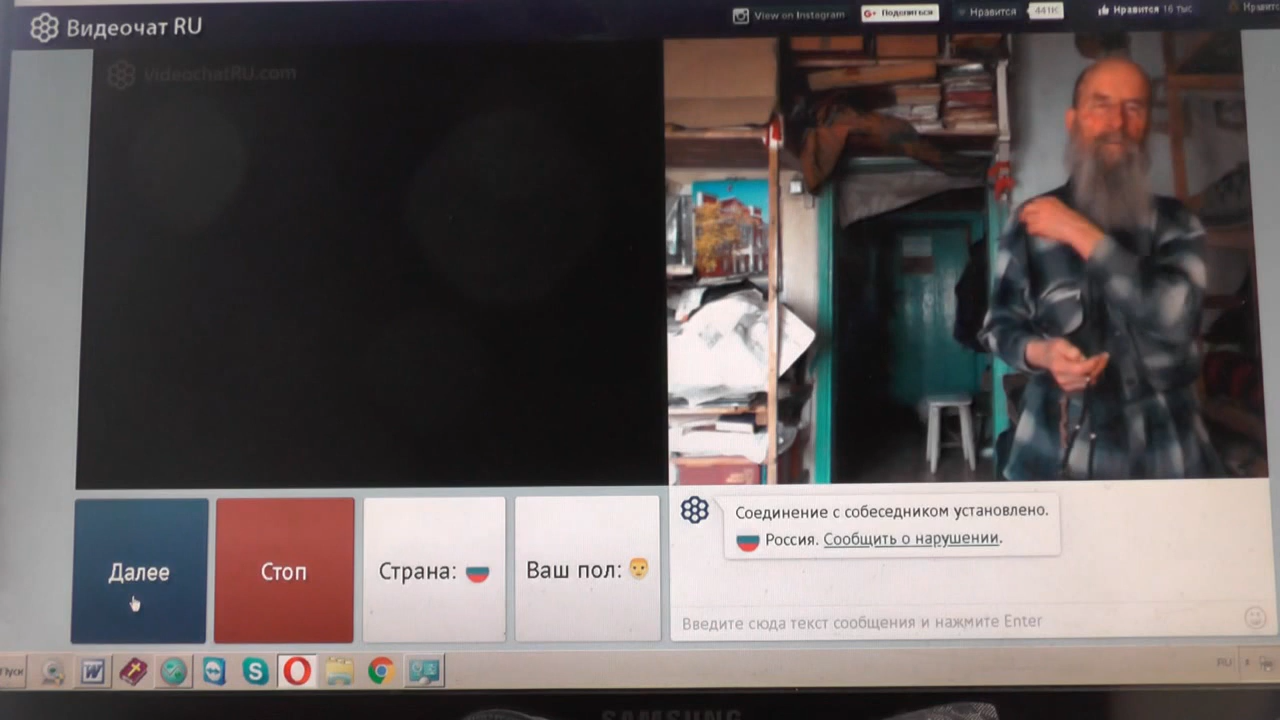 Видеочат RU
View on Instagram
G+ Поделиться
Нравится 441K
Нравится 16 тыс
VideochatRU.com
Соединение с собеседником установлено.
Россия. Сообщить о нарушении.
Далее
Стоп
Страна:
Ваш пол:
Введите сюда текст сообщения и нажмите Enter
RU
SAMSUNG